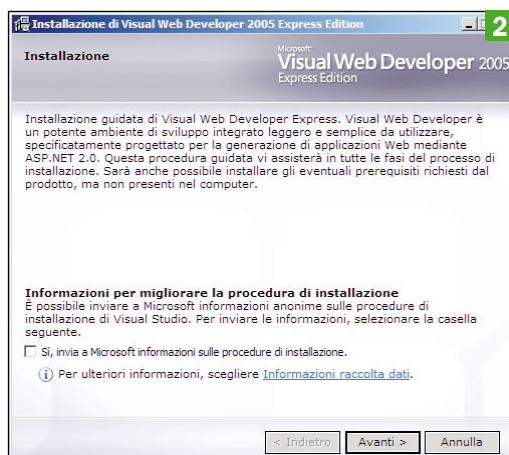 Installazione di Visual Web Developer 2005 Express Edition
2
Installazione
Microsoft
Visual Web Developer 2005
Express Edition
Installazione guidata di Visual Web Developer Express. Visual Web Developer è
un potente ambiente di sviluppo integrato leggero e semplice da utilizzare,
specificatamente progettato per la generazione di applicazioni Web mediante
ASP.NET 2.0. Questa procedura guidata vi assisterà in tutte le fasi del processo di
installazione. Sarà anche possibile installare gli eventuali prerequisiti richiesti dal
prodotto, ma non presenti nel computer.
Informazioni per migliorare la procedura di installazione
È possibile inviare a Microsoft informazioni anonime sulle procedure di
installazione di Visual Studio. Per inviare le informazioni, selezionare la casella
seguente.
Sì, invia a Microsoft informazioni sulle procedure di installazione.
Per ulteriori informazioni, scegliere Informazioni raccolta dati.
< Indietro Avanti > Annulla